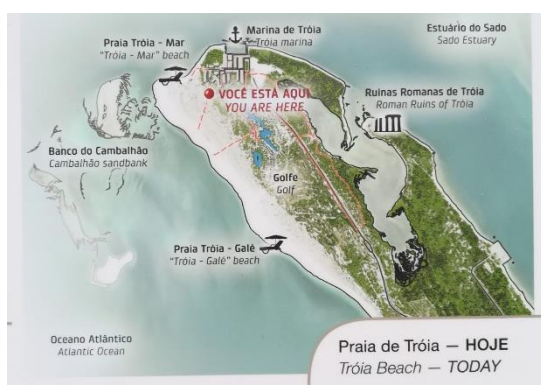 Marina de Tróia
Tróia marina
Estuário do Sado
Sado Estuary
Praia Tróia - Mar
"Tróia - Mar" beach
VOCÊ ESTÁ AQUI
YOU ARE HERE
Ruinas Romanas de Tróia
Roman Ruins of Tróia
Banco do Cambalhão
Cambalhão sandbank
Golfe
Golf
Praia Tróia - Galé
"Tróia - Galé" beach
Oceano Atlântico
Atlantic Ocean
Praia de Tróia — HOJE
Tróia Beach — TODAY